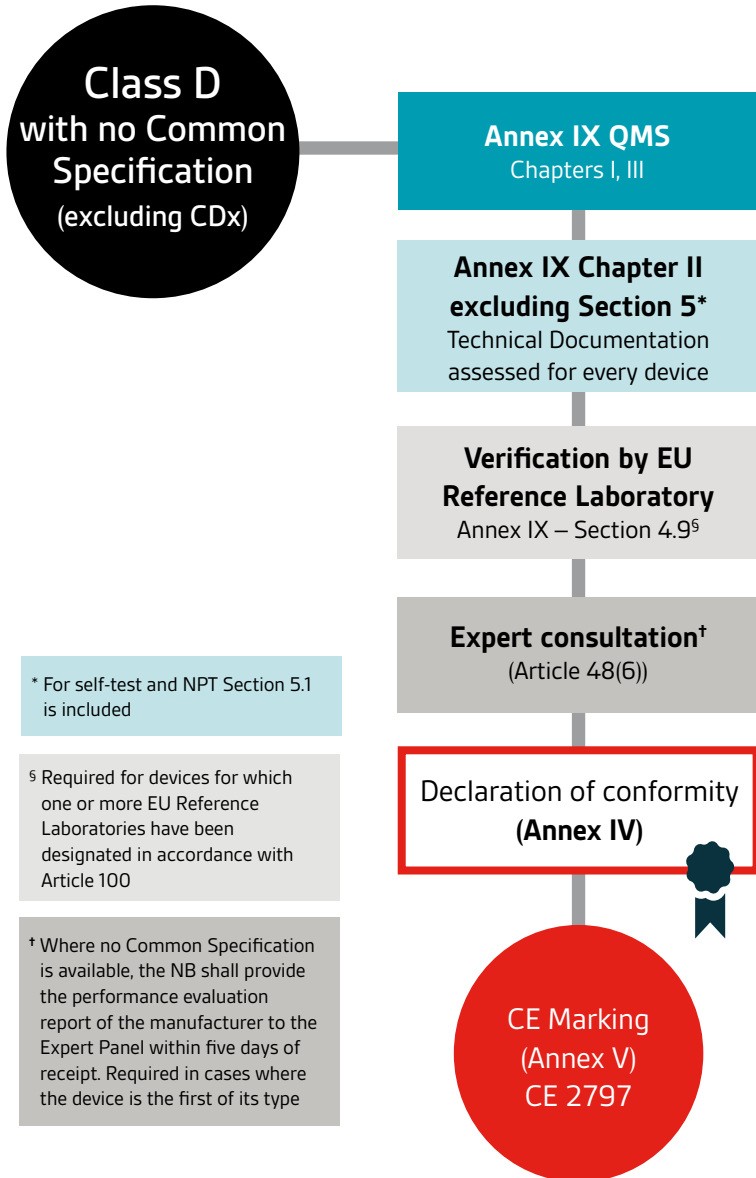 Class D
with no Common
Specification
(excluding CDx)
Annex IX QMS
Chapters I, III
Annex IX Chapter II
excluding Section 5*
Technical Documentation
assessed for every device
Verification by EU
Reference Laboratory
Annex IX – Section 4.9§
Expert consultation†
(Article 48(6))
Declaration of conformity
(Annex IV)
CE Marking
(Annex V)
CE 2797
* For self-test and NPT Section 5.1
is included
§ Required for devices for which
one or more EU Reference
Laboratories have been
designated in accordance with
Article 100
† Where no Common Specification
is available, the NB shall provide
the performance evaluation
report of the manufacturer to the
Expert Panel within five days of
receipt. Required in cases where
the device is the first of its type